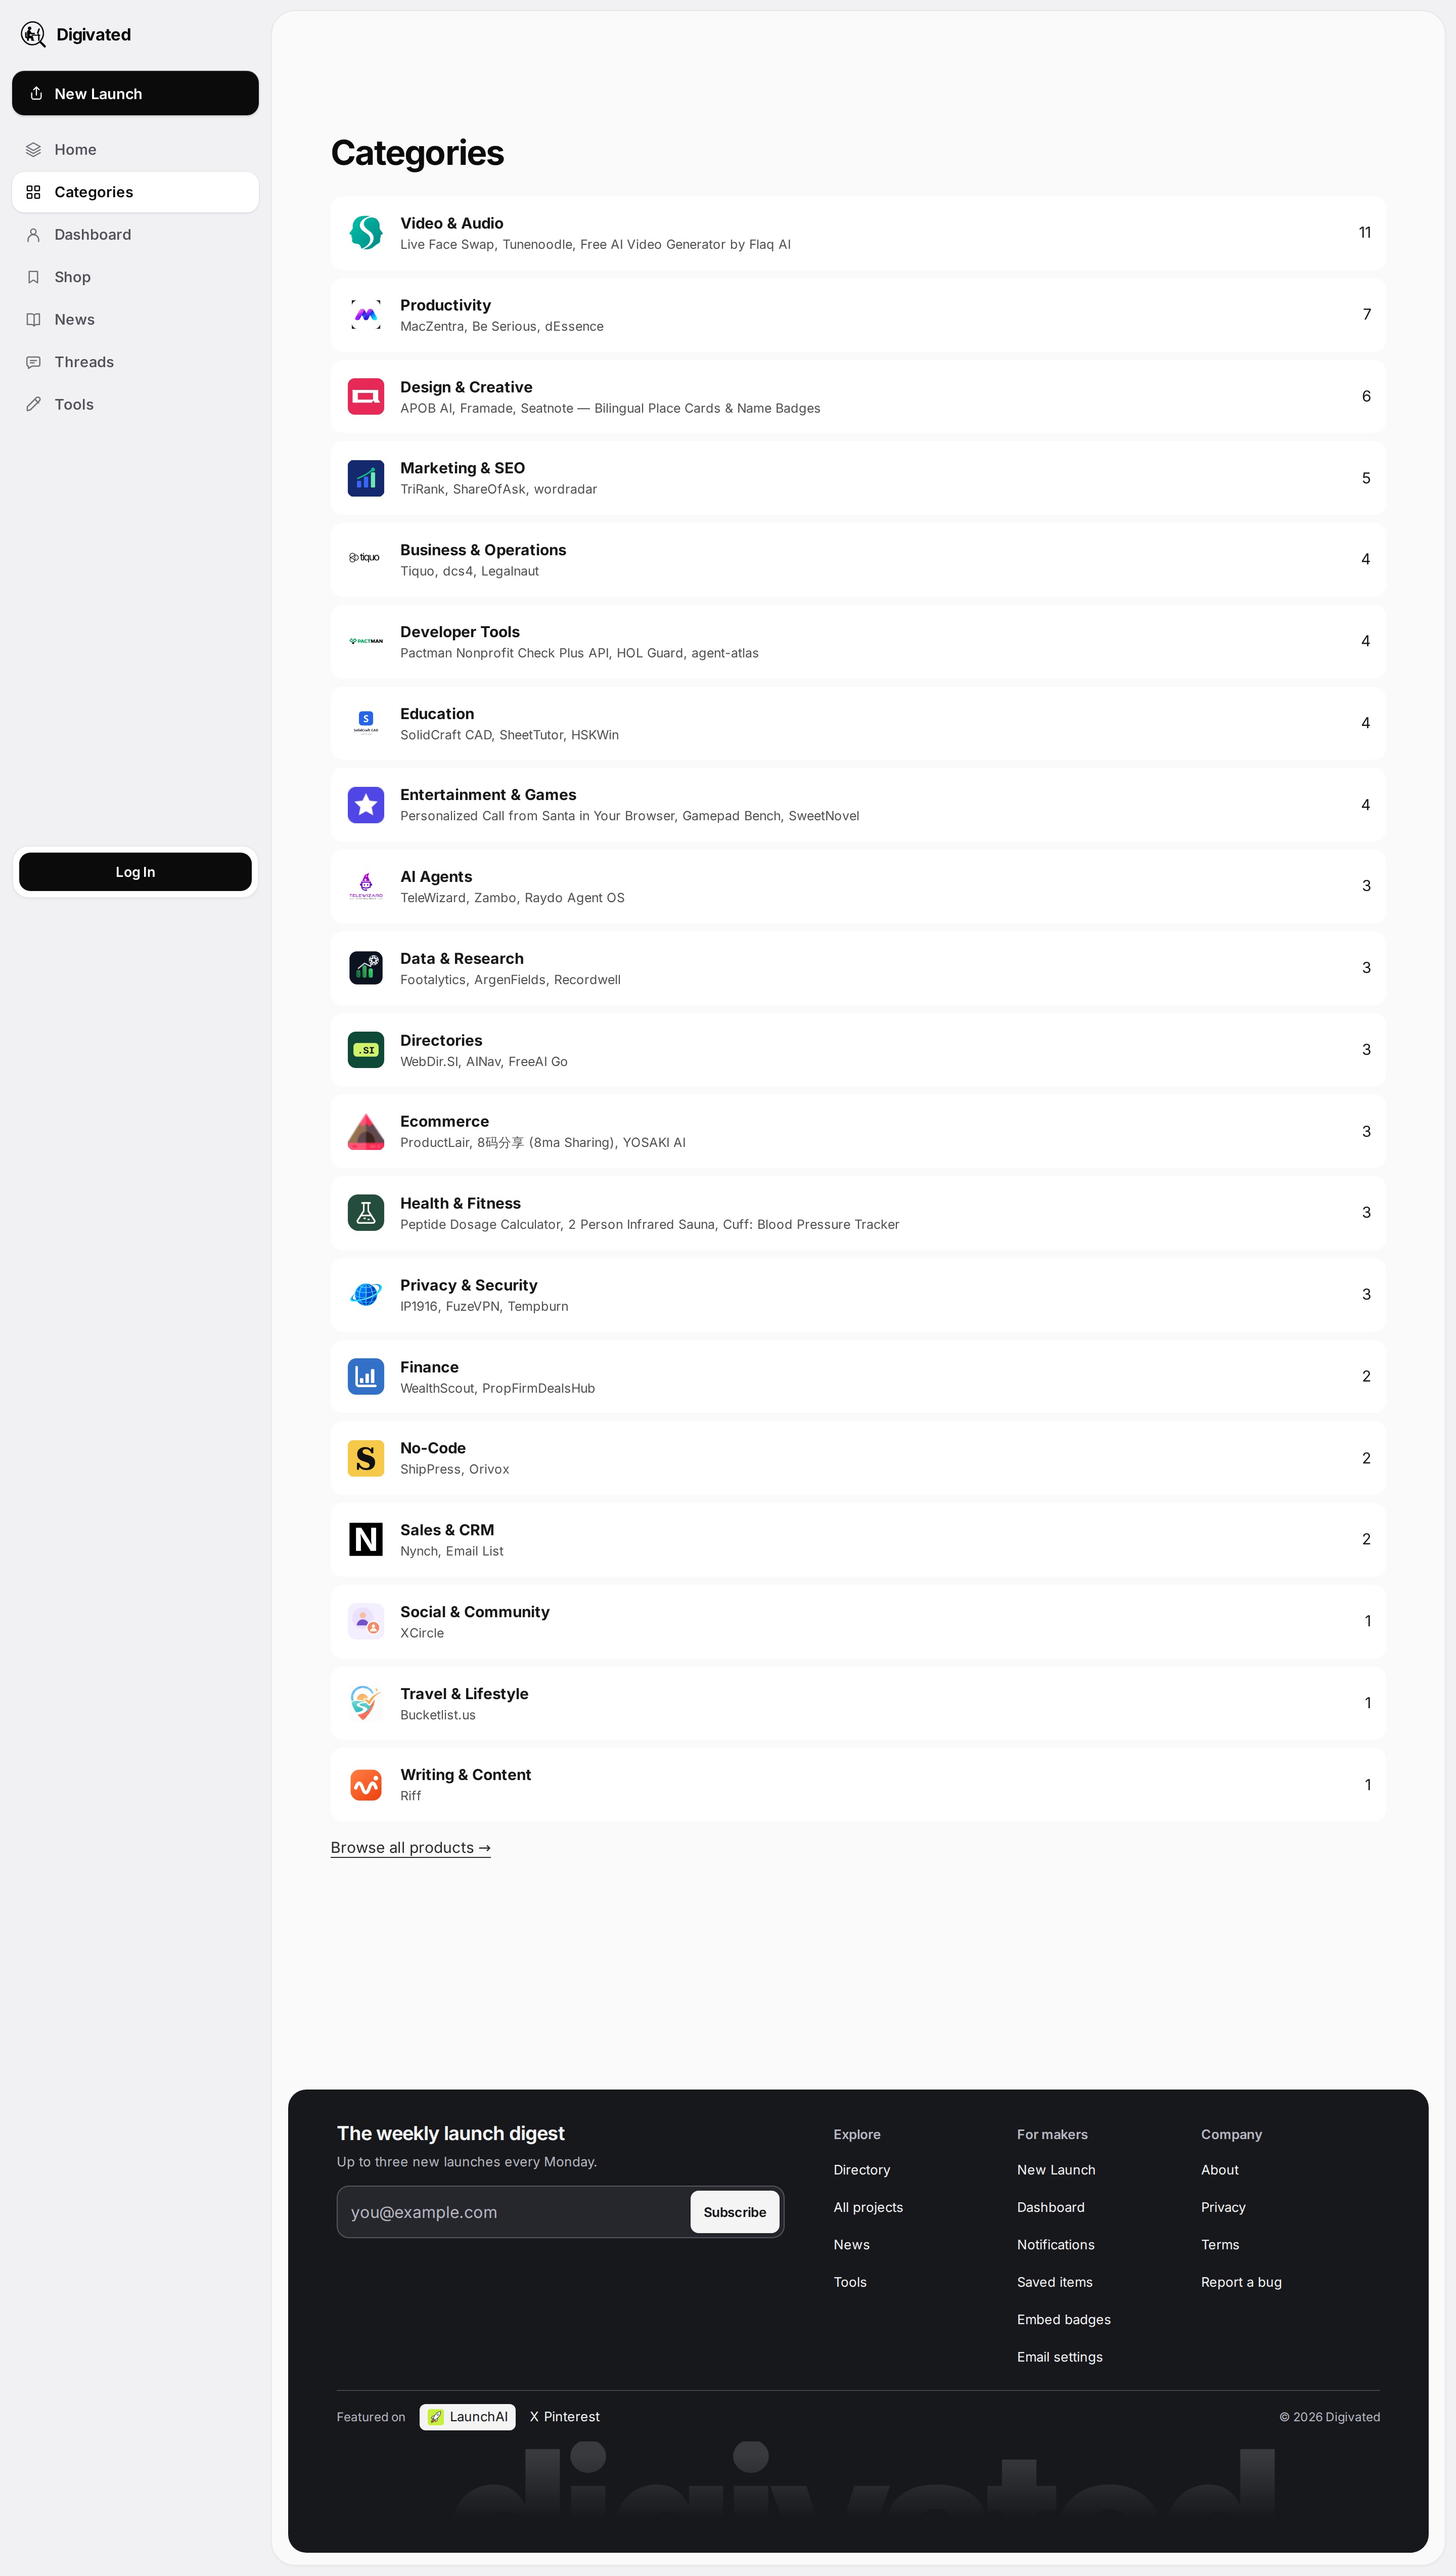 Digivated
New Launch
Home
Categories
Dashboard
Shop
News
Threads
Tools
Log In
Categories
Video & Audio
Live Face Swap, Tunenoodle, Free AI Video Generator by Flaq AI
11
Productivity
MacZentra, Be Serious, dEssence
7
Design & Creative
APOB AI, Framade, Seatnote — Bilingual Place Cards & Name Badges
6
Marketing & SEO
TriRank, ShareOfAsk, wordradar
5
tiquo
Business & Operations
Tiquo, dcs4, Legalnaut
4
PACTMAN
Developer Tools
Pactman Nonprofit Check Plus API, HOL Guard, agent-atlas
4
S
SolidCraft CAD
Education
SolidCraft CAD, SheetTutor, HSKWin
4
Entertainment & Games
Personalized Call from Santa in Your Browser, Gamepad Bench, SweetNovel
4
TELEWIZARD
AI Agents
TeleWizard, Zambo, Raydo Agent OS
3
Data & Research
Footalytics, ArgenFields, Recordwell
3
.SI
Directories
WebDir.SI, AINav, FreeAI Go
3
Ecommerce
ProductLair, 8码分享 (8ma Sharing), YOSAKI AI
3
Health & Fitness
Peptide Dosage Calculator, 2 Person Infrared Sauna, Cuff: Blood Pressure Tracker
3
Privacy & Security
IP1916, FuzeVPN, Tempburn
3
Finance
WealthScout, PropFirmDealsHub
2
S
No-Code
ShipPress, Orivox
2
N
Sales & CRM
Nynch, Email List
2
Social & Community
XCircle
1
Travel & Lifestyle
Bucketlist.us
1
Writing & Content
Riff
1
Browse all products →
The weekly launch digest
Up to three new launches every Monday.
you@example.com
Subscribe
Explore
Directory
All projects
News
Tools
For makers
New Launch
Dashboard
Notifications
Saved items
Embed badges
Email settings
Company
About
Privacy
Terms
Report a bug
Featured on
LaunchAI
X Pinterest
© 2026 Digivated
digivated